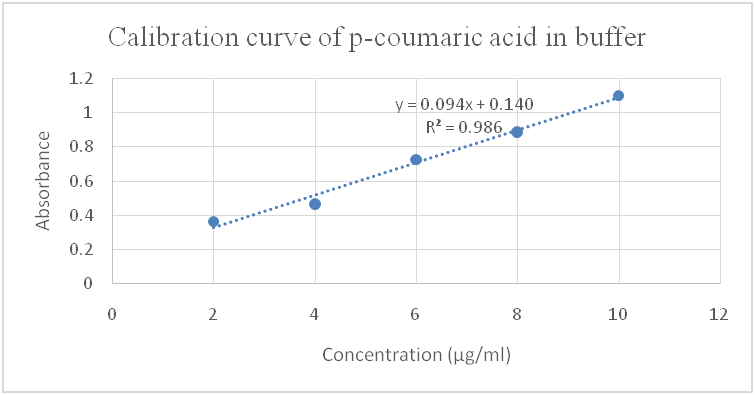 Calibration curve of p-coumaric acid in buffer
1.2
1
0.8
0.6
0.4
0.2
0
y = 0.094x + 0.140
R² = 0.986
Absorbance
0 2 4 6 8 10 12
Concentration (µg/ml)